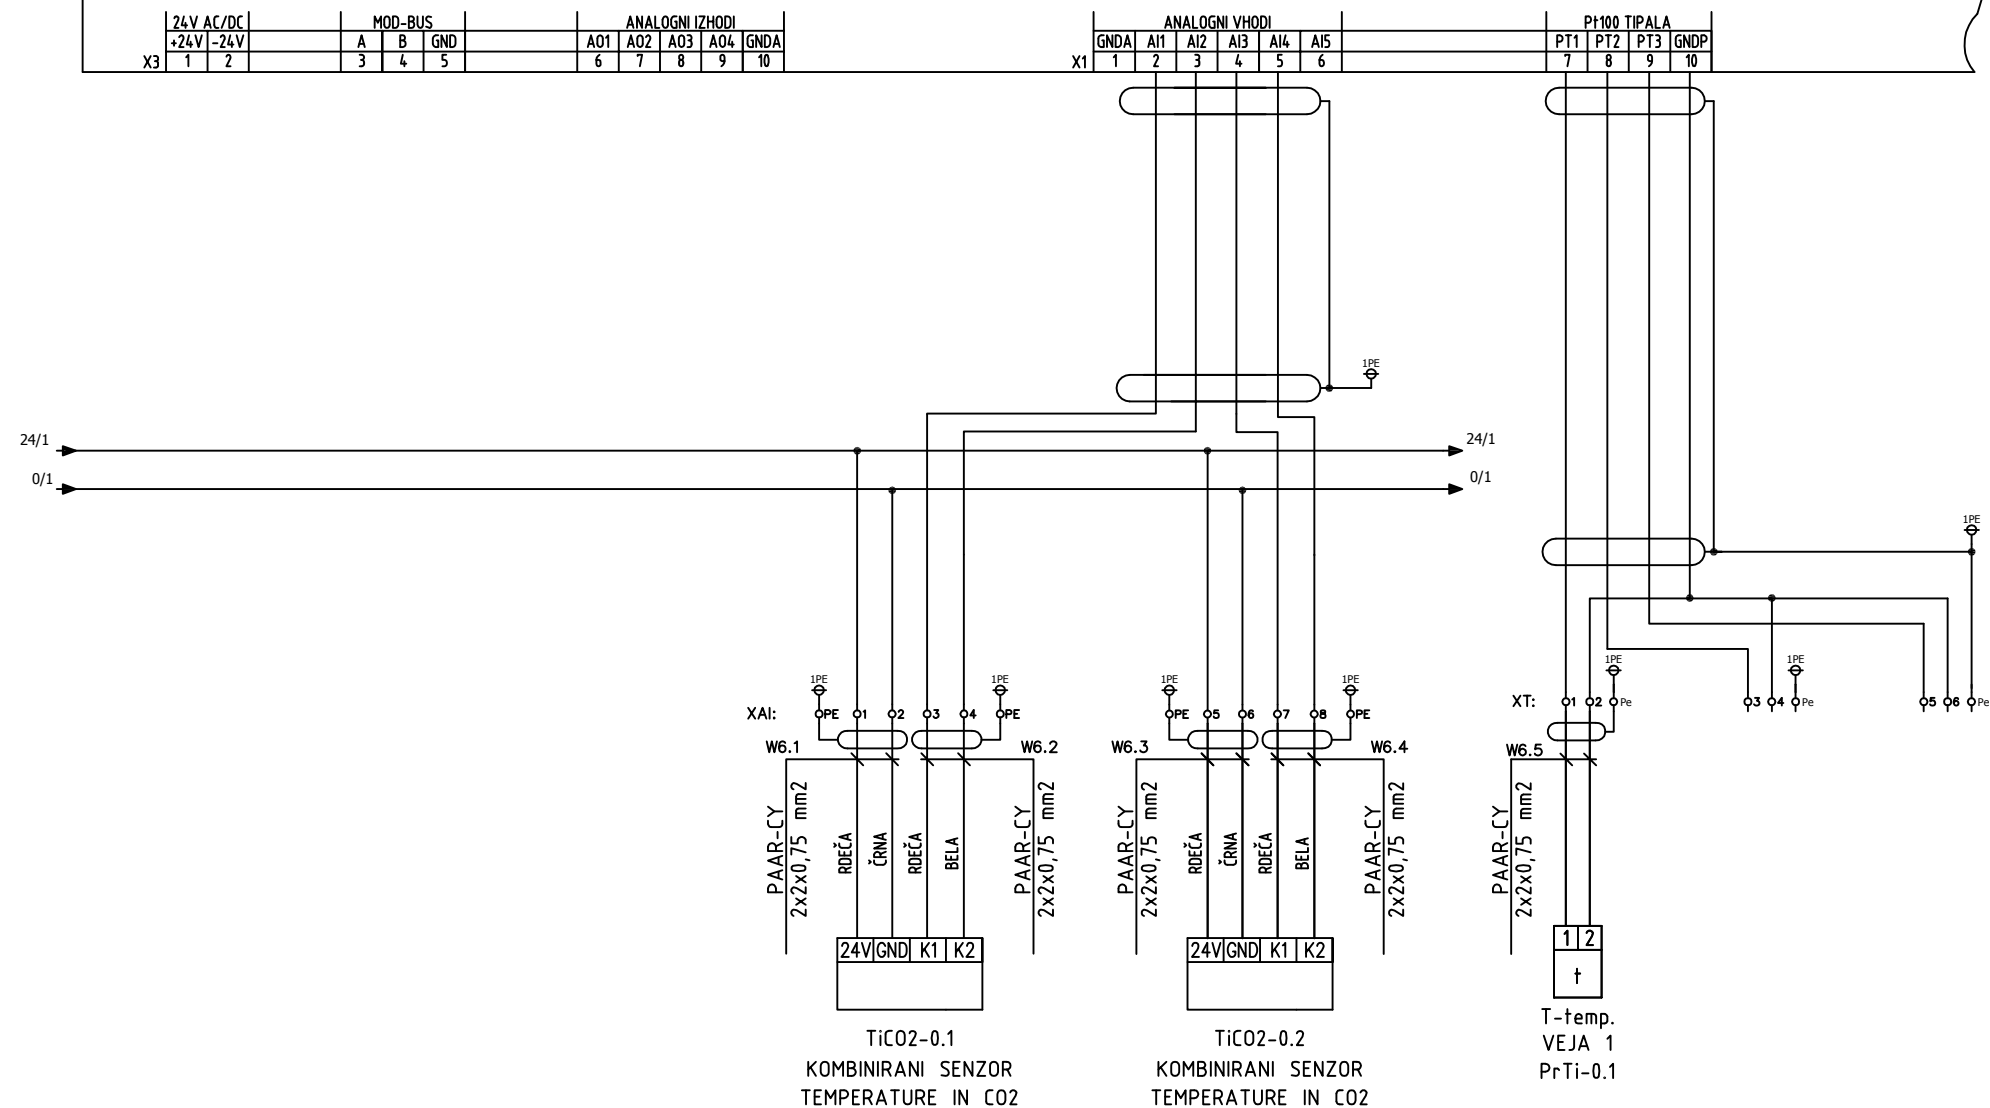 24V AC/DC MOD-BUS ANALOGNI IZHODI ANALOGNI VHODI Pt100 TIPALA
+24V -24V A B GND AO1 AO2 AO3 AO4 GNDA GNDA AI1 AI2 AI3 AI4 AI5 PT1 PT2 PT3 GNDP
X3 1 2 3 4 5 6 7 8 9 10 X1 1 2 3 4 5 6 7 8 9 10
1PE
24/1 24/1
0/1 0/1
1PE
1PE 1PE
1PE 1PE 1PE 1PE
XT: 1 2 Pe 3 4 Pe 5 6 Pe
XAI: PE 1 2 3 4 PE PE 5 6 7 8 PE
W6.1 W6.2 W6.3 W6.4 W6.5
PAAR-CY
2x2x0,75 mm2
RDEČA
ČRNA
RDEČA
BELA
PAAR-CY
2x2x0,75 mm2
PAAR-CY
2x2x0,75 mm2
RDEČA
ČRNA
RDEČA
BELA
PAAR-CY
2x2x0,75 mm2
PAAR-CY
2x2x0,75 mm2
24V GND K1 K2 24V GND K1 K2 1 2
t
TiCO2-0.1
KOMBINIRANI SENZOR
TEMPERATURE IN CO2
TiCO2-0.2
KOMBINIRANI SENZOR
TEMPERATURE IN CO2
T-temp.
VEJA 1
PrTi-0.1